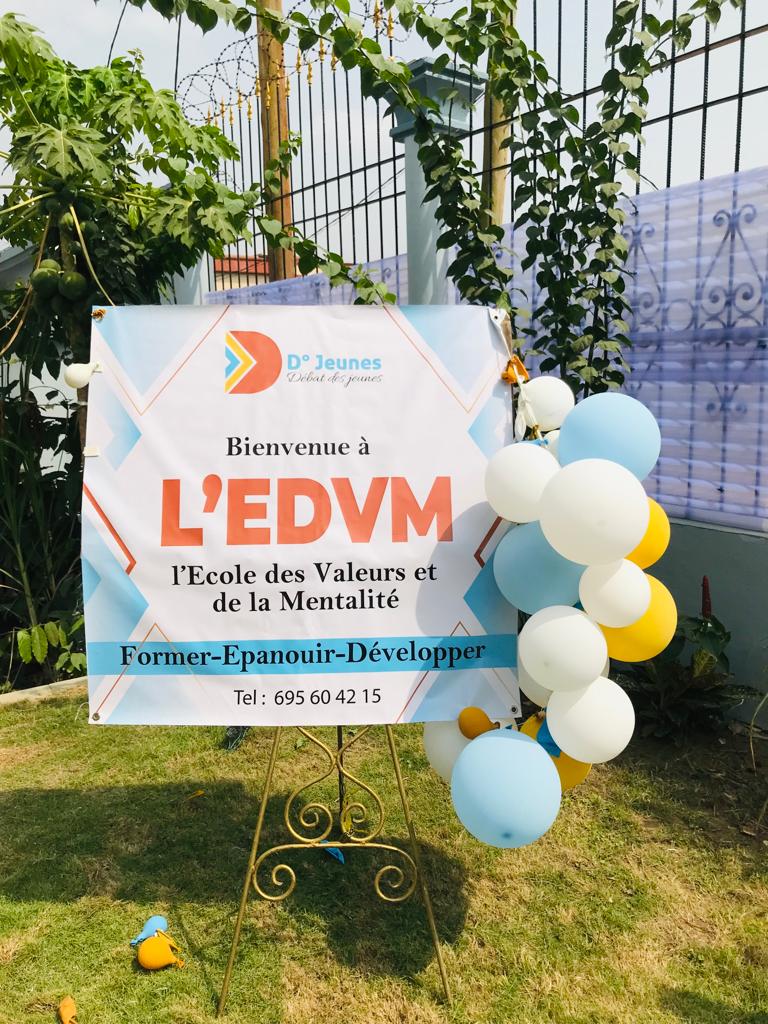 D° Jeunes
Débat des jeunes
Bienvenue à
L'EDVM
l'Ecole des Valeurs et
de la Mentalité
Former-Epanouir-Développer
Tel : 695 60 42 15